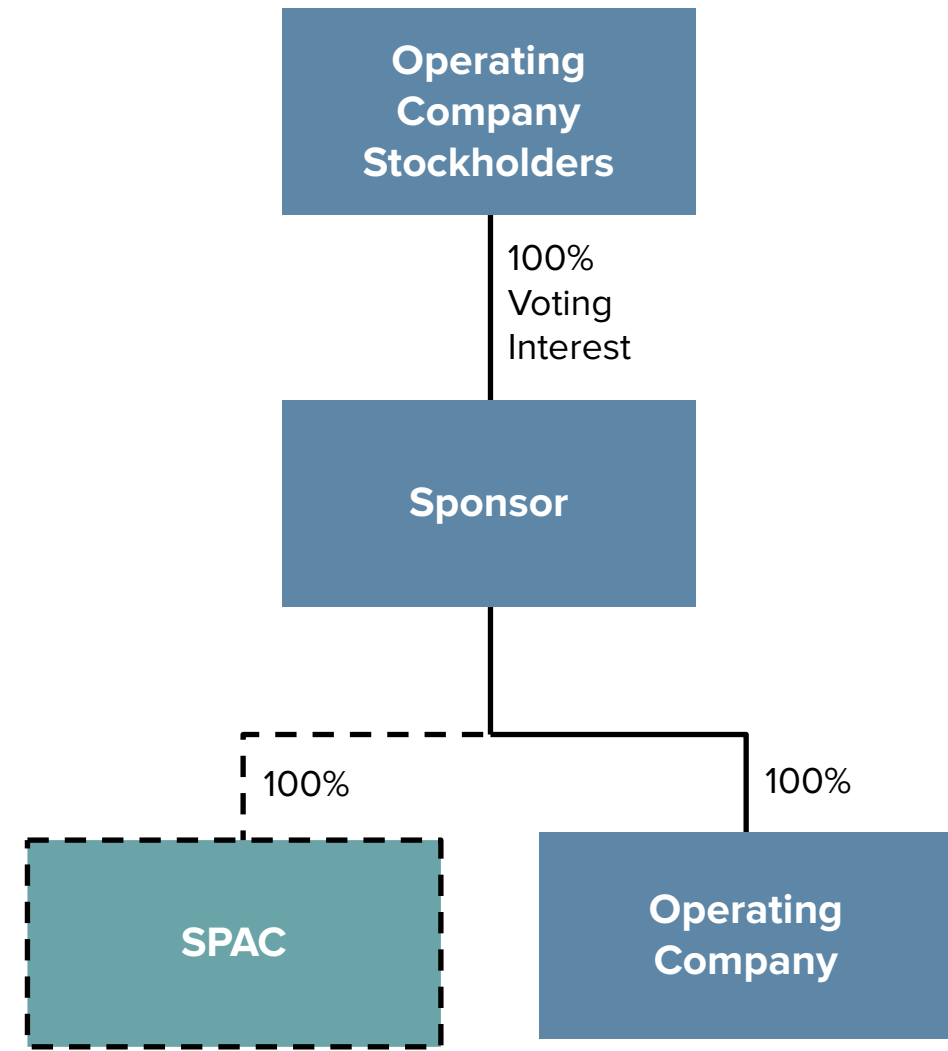 Operating
Company
Stockholders
100%
Voting
Interest
Sponsor
100%
100%
SPAC
Operating
Company